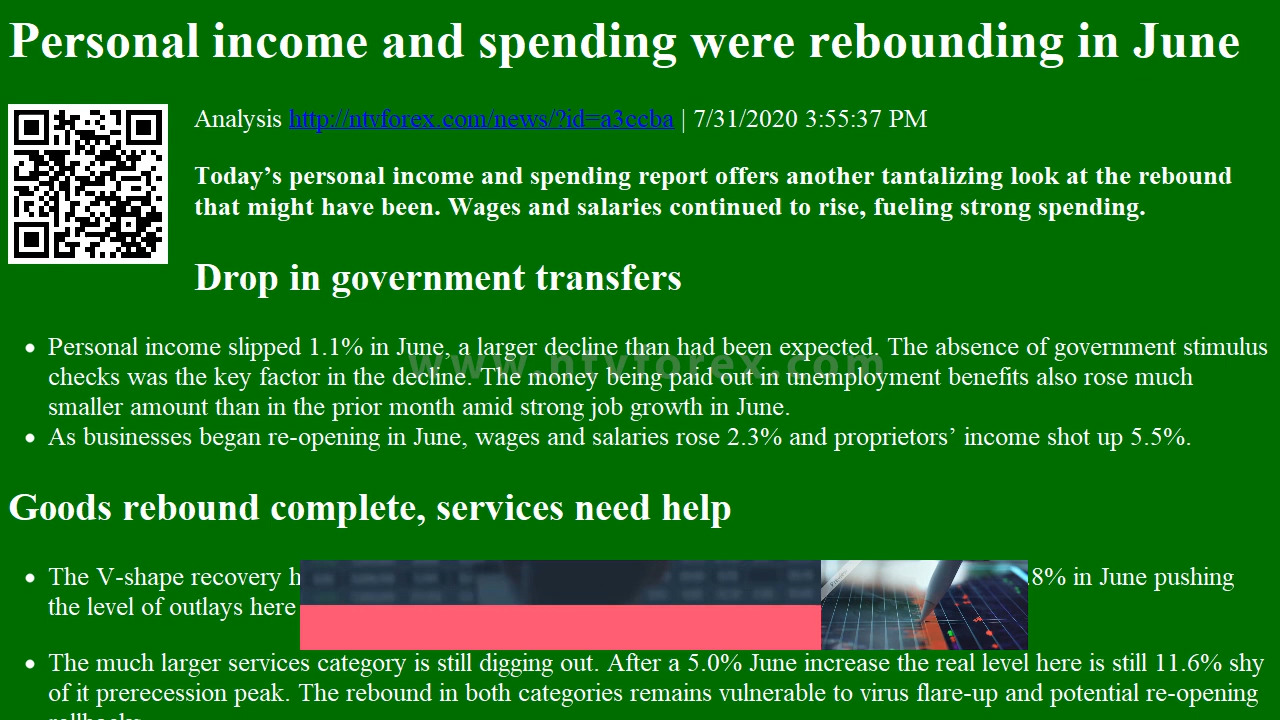 Personal income and spending were rebounding in June
Analysis http://ntvforex.com/news/?id=a3ccba | 7/31/2020 3:55:37 PM
Today’s personal income and spending report offers another tantalizing look at the rebound
that might have been. Wages and salaries continued to rise, fueling strong spending.
Drop in government transfers
Personal income slipped 1.1% in June, a larger decline than had been expected. The absence of government stimulus
www.ntvforex.com
checks was the key factor in the decline. The money being paid out in unemployment benefits also rose much
smaller amount than in the prior month amid strong job growth in June.
As businesses began re-opening in June, wages and salaries rose 2.3% and proprietors’ income shot up 5.5%.
Goods rebound complete, services need help
The V-shape recovery 8% in June pushing
the level of outlays here
The much larger services category is still digging out. After a 5.0% June increase the real level here is still 11.6% shy
of it prerecession peak. The rebound in both categories remains vulnerable to virus flare-up and potential re-opening